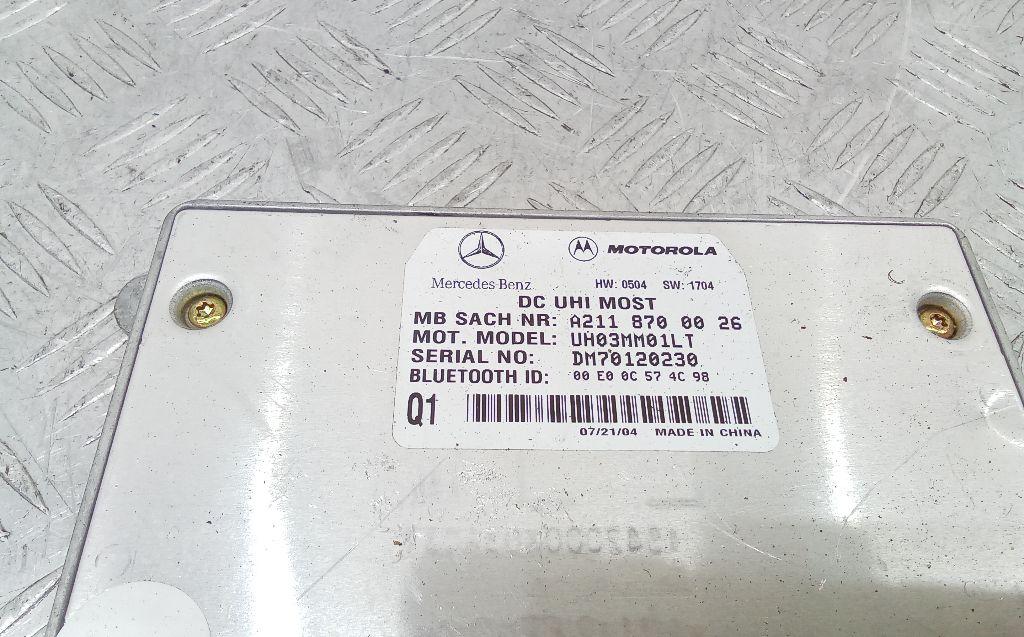 MOTOROLA
Mercedes-Benz HW: 0504 SW: 1704
DC UHI MOST
MB SACH NR: A211 870 00 26
MOT. MODEL: UH03MM01LT
SERIAL NO: DM70120230
BLUETOOTH ID: 00 E0 0C 57 4C 98
Q1
07/21/04 MADE IN CHINA